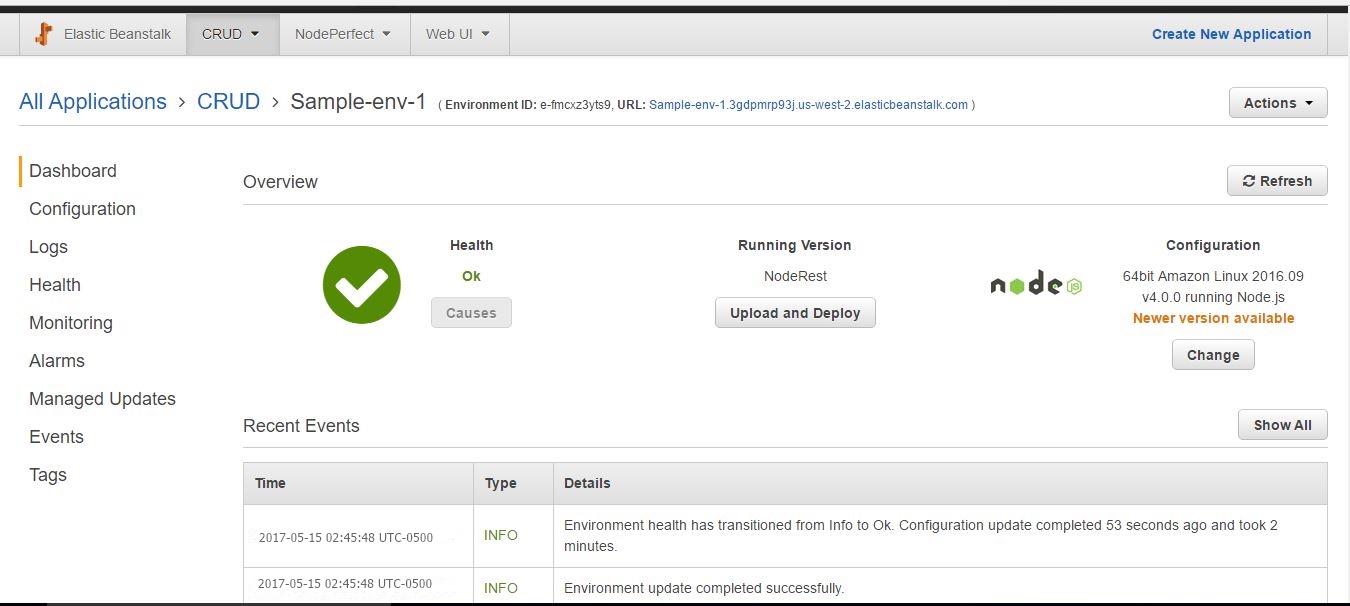 Elastic Beanstalk CRUD NodePerfect Web UI Create New Application
All Applications > CRUD > Sample-env-1 ( Environment ID: e-fmcxz3yts9, URL: Sample-env-1.3gdpmrp93j.us-west-2.elasticbeanstalk.com ) Actions
Dashboard
Configuration
Logs
Health
Monitoring
Alarms
Managed Updates
Events
Tags
Overview Refresh
Health
Ok
Causes
Running Version
NodeRest
Upload and Deploy
node JS
Configuration
64bit Amazon Linux 2016.09
v4.0.0 running Node.js
Newer version available
Change
Recent Events Show All
Time Type Details
2017-05-15 02:45:48 UTC-0500 INFO Environment health has transitioned from Info to Ok. Configuration update completed 53 seconds ago and took 2
minutes.
2017-05-15 02:45:48 UTC-0500 INFO Environment update completed successfully.